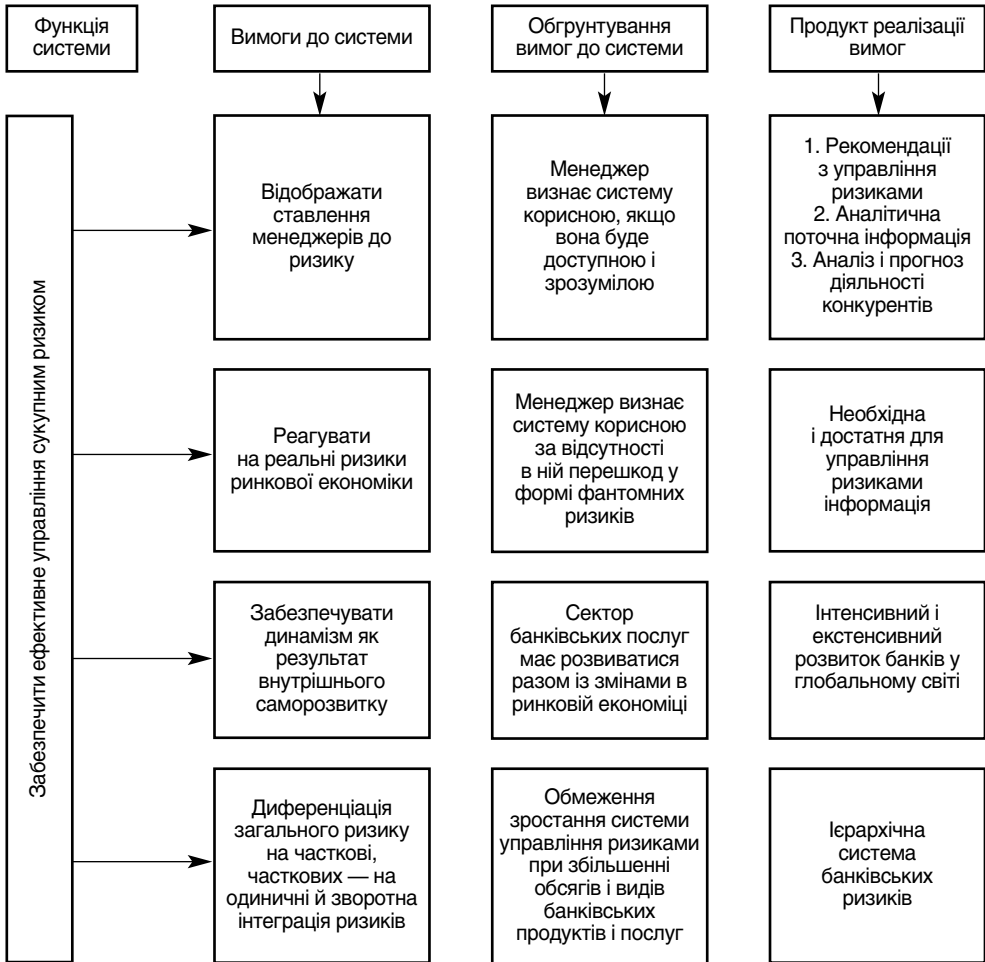 Функція
системи
Вимоги до системи
Обгрунтування
вимог до системи
Продукт реалізації
вимог
Забезпечити ефективне управління сукупним ризиком
Відображати
ставлення
менеджерів до
ризику
Менеджер
визнає систему
корисною, якщо
вона буде
доступною і
зрозумілою
1. Рекомендації
з управління
ризиками
2. Аналітична
поточна інформація
3. Аналіз і прогноз
діяльності
конкурентів
Реагувати
на реальні ризики
ринкової економіки
Менеджер визнає
систему корисною
за відсутності
в ній перешкод у
формі фантомних
ризиків
Необхідна
і достатня для
управління
ризиками
інформація
Забезпечувати
динамізм як
результат
внутрішнього
саморозвитку
Сектор
банківських послуг
має розвиватися
разом із змінами в
ринковій економіці
Інтенсивний і
екстенсивний
розвиток банків у
глобальному світі
Диференціація
загального ризику
на часткові,
часткових — на
одиничні й зворотна
інтеграція ризиків
Обмеження
зростання системи
управління ризиками
при збільшенні
обсягів і видів
банківських
продуктів і послуг
Ієрархічна
система
банківських
ризиків